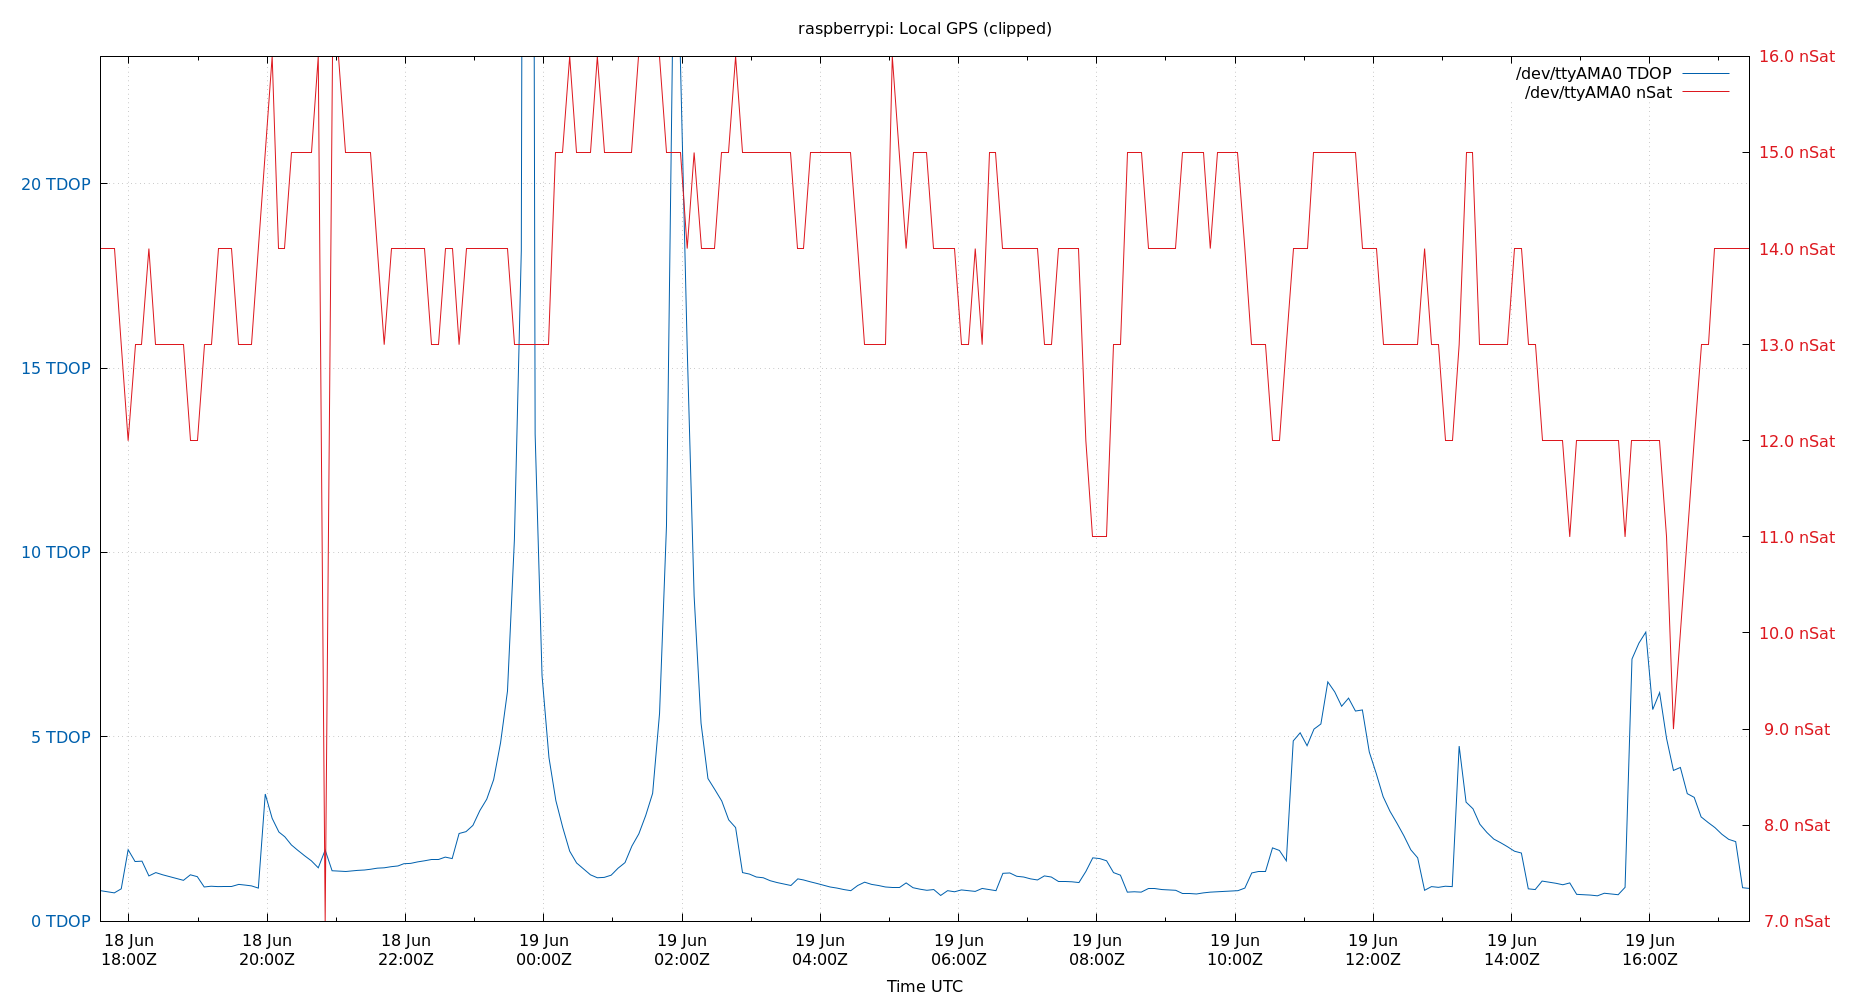 raspberrypi: Local GPS (clipped)
/dev/ttyAMA0 TDOP
/dev/ttyAMA0 nSat
20 TDOP
15 TDOP
10 TDOP
5 TDOP
0 TDOP
16.0 nSat
15.0 nSat
14.0 nSat
13.0 nSat
12.0 nSat
11.0 nSat
10.0 nSat
9.0 nSat
8.0 nSat
7.0 nSat
18 Jun
18:00Z
18 Jun
20:00Z
18 Jun
22:00Z
19 Jun
00:00Z
19 Jun
02:00Z
19 Jun
04:00Z
19 Jun
06:00Z
19 Jun
08:00Z
19 Jun
10:00Z
19 Jun
12:00Z
19 Jun
14:00Z
19 Jun
16:00Z
Time UTC